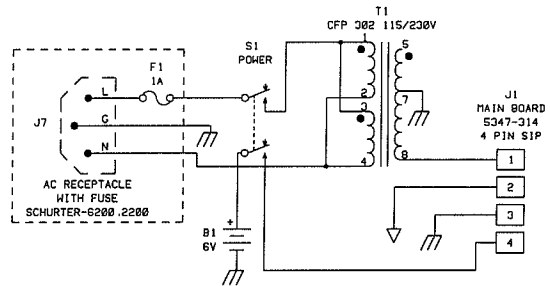 T1
CFP 302 115/230V
F1
1A
S1
POWER
1
5
L
2
7
J1
MAIN BOARD
5347-314
4 PIN SIP
3
J7
G
N
4
8
1
AC RECEPTACLE
WITH FUSE
SCHURTER-6200.2200
2
+
B1
6V
3
4